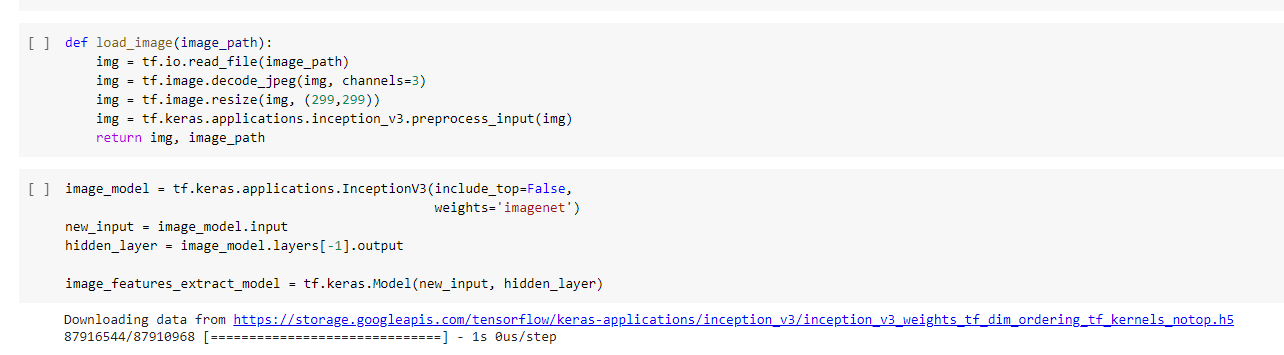 [ ] def load_image(image_path):
img = tf.io.read_file(image_path)
img = tf.image.decode_jpeg(img, channels=3)
img = tf.image.resize(img, (299,299))
img = tf.keras.applications.inception_v3.preprocess_input(img)
return img, image_path
[ ] image_model = tf.keras.applications.InceptionV3(include_top=False,
weights='imagenet')
new_input = image_model.input
hidden_layer = image_model.layers[-1].output
image_features_extract_model = tf.keras.Model(new_input, hidden_layer)
Downloading data from https://storage.googleapis.com/tensorflow/keras-applications/inception_v3/inception_v3_weights_tf_dim_ordering_tf_kernels_notop.h5
87916544/87910968 [==============================] - 1s 0us/step